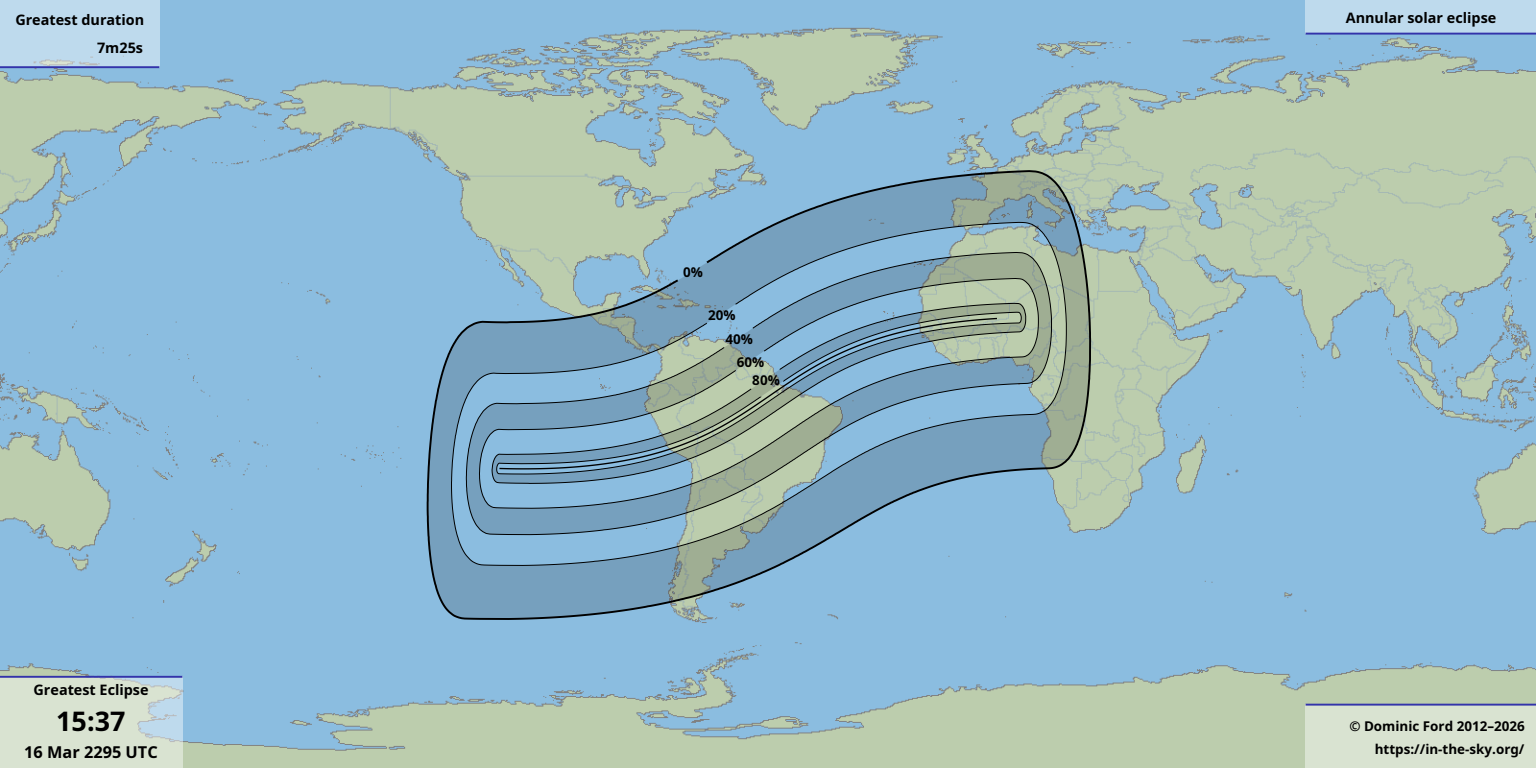 Greatest duration
7m25s
Annular solar eclipse
0%
20%
40%
60%
80%
Greatest Eclipse
15:37
16 Mar 2295 UTC
© Dominic Ford 2012–2026
https://in-the-sky.org/